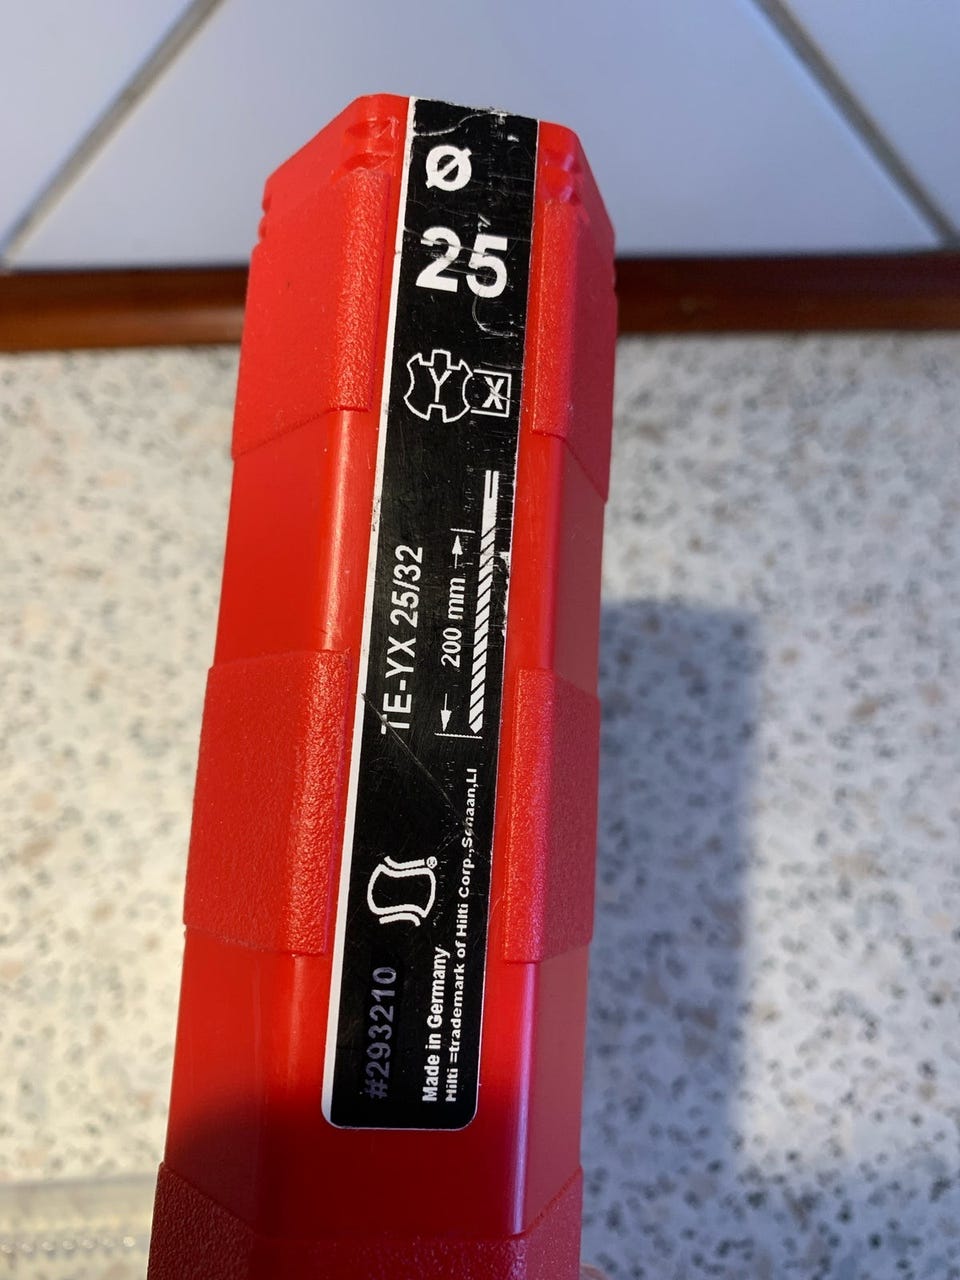 Ø
25
Y X
TE-YX 25/32
200 mm
#293210
Made in Germany
Hilti =trademark of Hilti Corp.,Schaan,LI
®